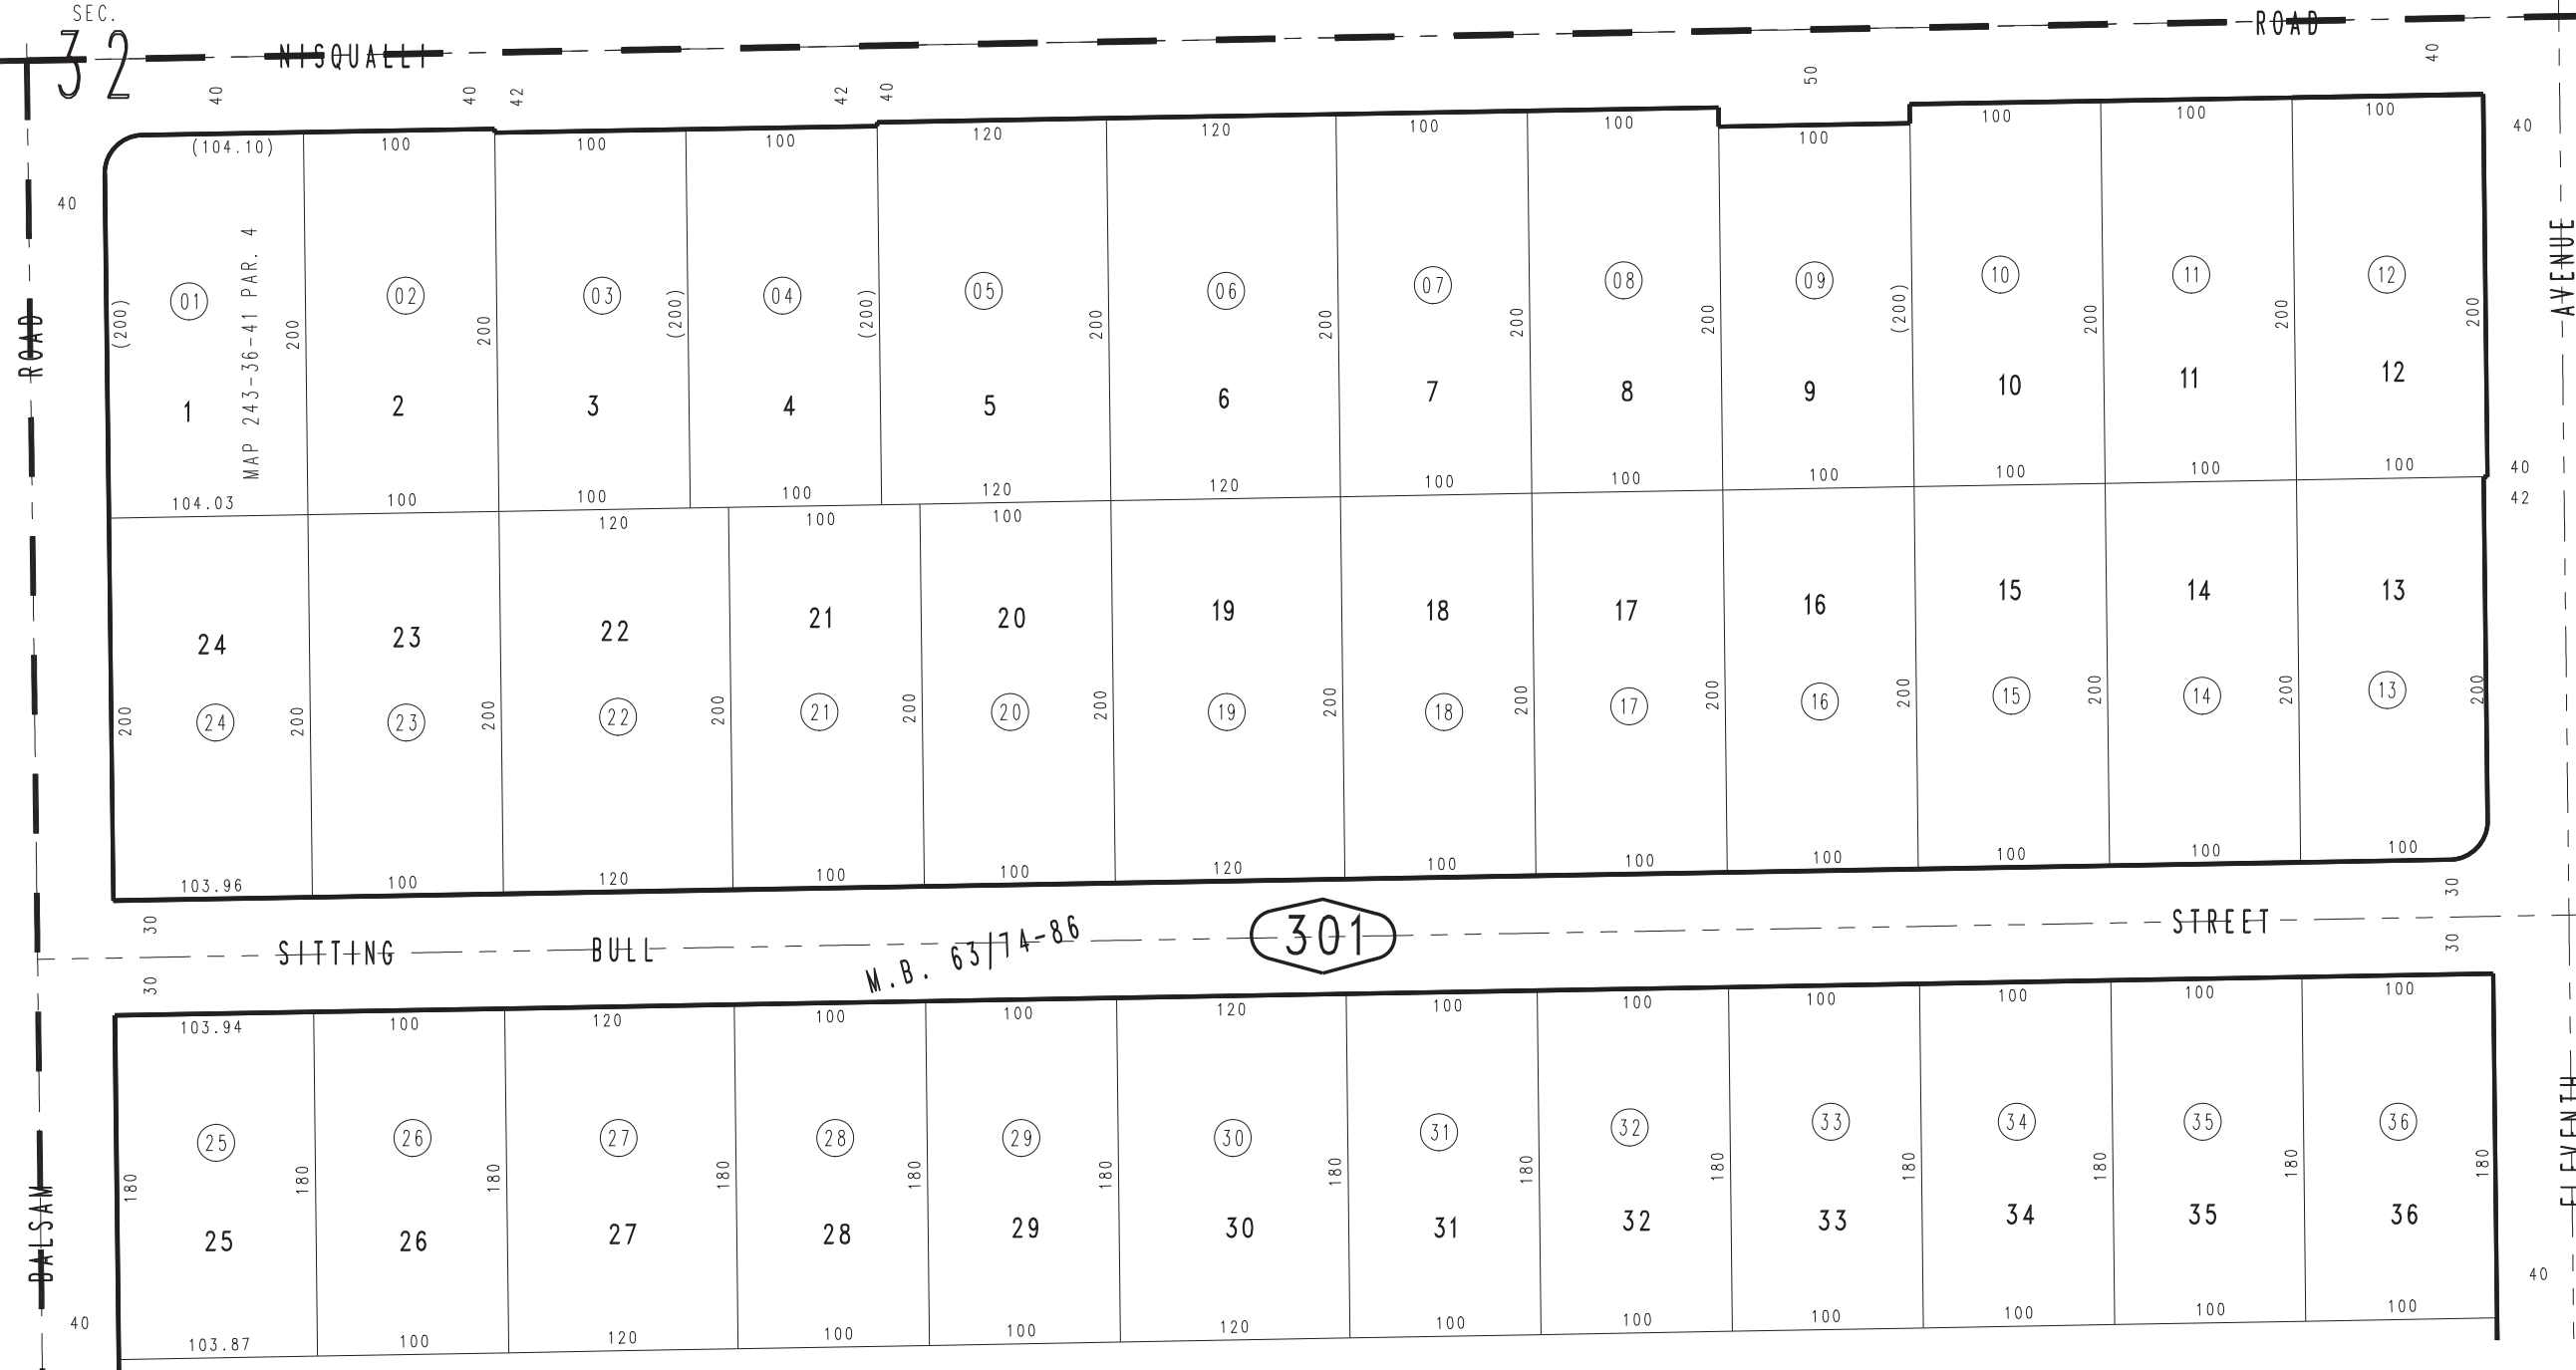 SEC.
32
NISQUALLI ROAD
40 40 42 42 40 50 40
(104.10) 100 100 100 120 120 100 100 100 100 100 100
40 40
01 02 03 04 05 06 07 08 09 10 11 12
(200) 200 200 (200) (200) 200 200 200 200 (200) 200 200 200
MAP 243-36-41 PAR. 4
ROAD
AVENUE
1 2 3 4 5 6 7 8 9 10 11 12
104.03 100 100 100 120 120 100 100 100 100 100 100
40
42
120 100 100
24 23 22 21 20 19 18 17 16 15 14 13
200 200 200 200 200 200 200 200 200 200 200 200 200
24 23 22 21 20 19 18 17 16 15 14 13
103.96 100 120 100 100 120 100 100 100 100 100 100
30 30
SITTING BULL STREET
M.B. 63/74-86
301
30 30
103.94 100 120 100 100 120 100 100 100 100 100 100
25 26 27 28 29 30 31 32 33 34 35 36
180 180 180 180 180 180 180 180 180 180 180 180 180
25 26 27 28 29 30 31 32 33 34 35 36
BALSAM
ELEVENTH
40 40
103.87 100 120 100 100 120 100 100 100 100 100 100